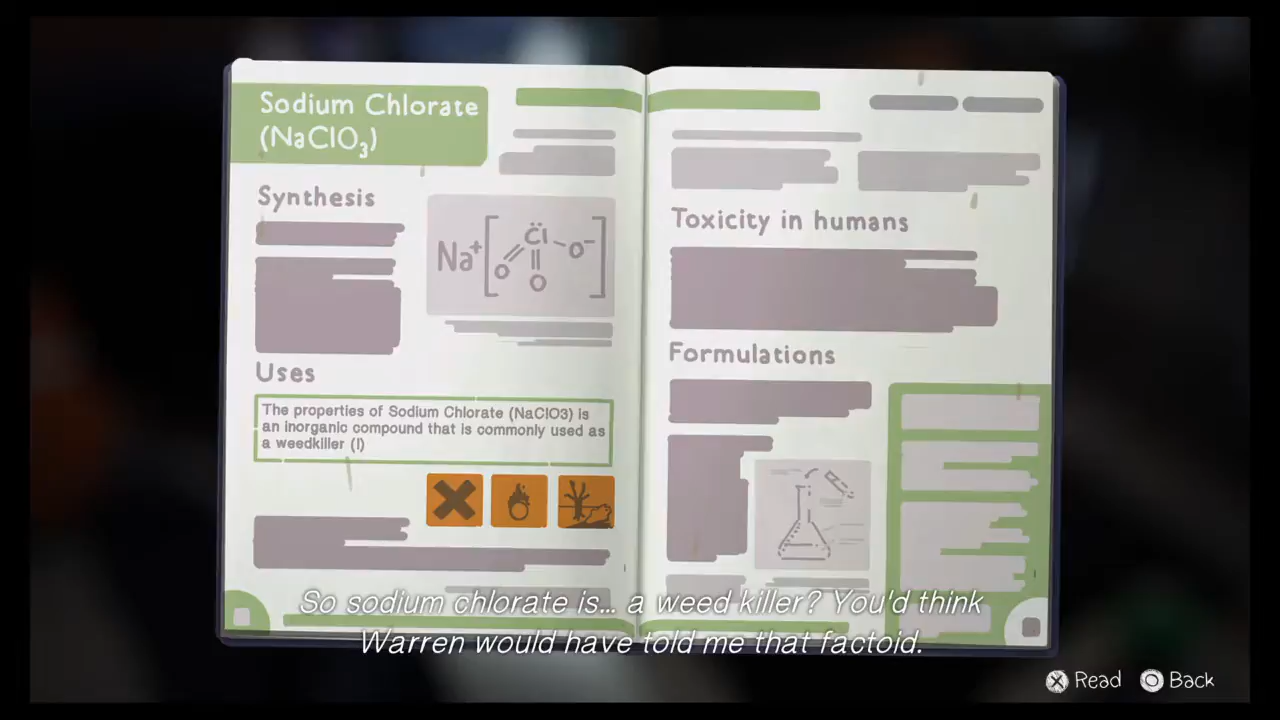 Sodium Chlorate
(NaClO₃)
Synthesis
Na⁺ [ O C̈l O O⁻ ]
Uses
The properties of Sodium Chlorate (NaClO3) is
an inorganic compound that is commonly used as
a weedkiller (l)
Toxicity in humans
Formulations
So sodium chlorate is... a weed killer? You'd think
Warren would have told me that factoid.
Read
Back